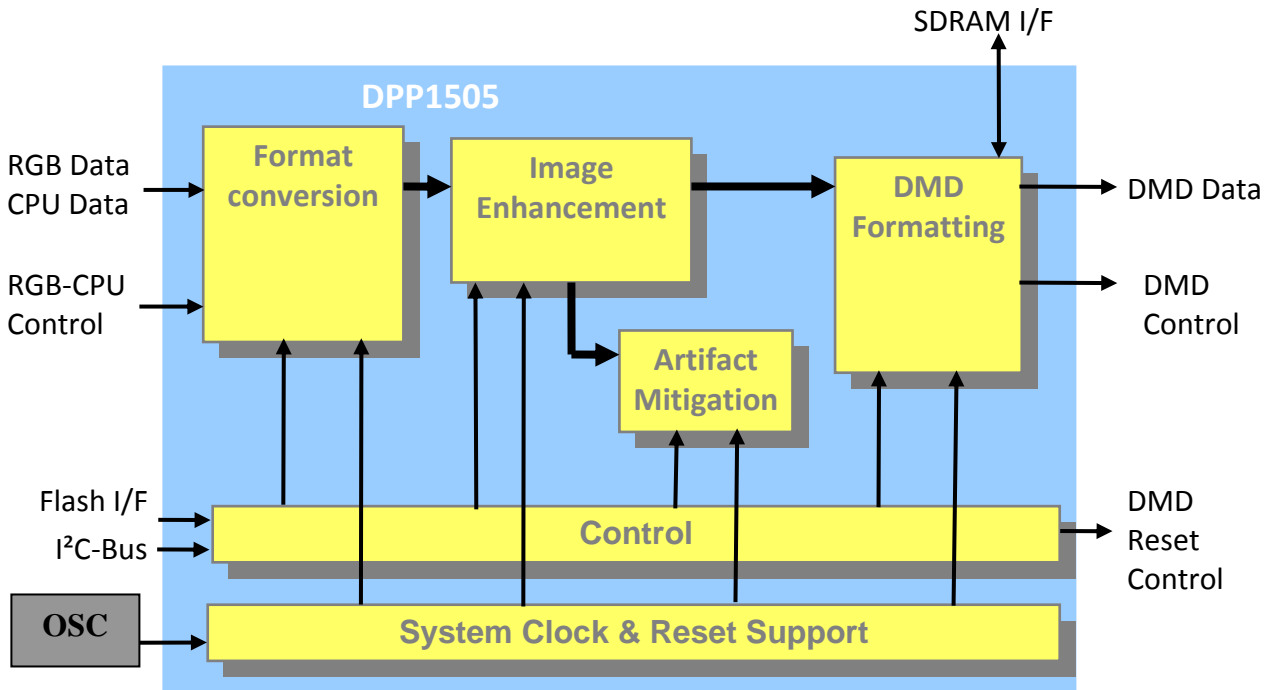 SDRAM I/F
DPP1505
RGB Data
CPU Data
RGB-CPU
Control
Format
conversion
Image
Enhancement
DMD
Formatting
DMD Data
DMD
Control
Artifact
Mitigation
Flash I/F
I²C-Bus
Control
DMD
Reset
Control
OSC
System Clock & Reset Support